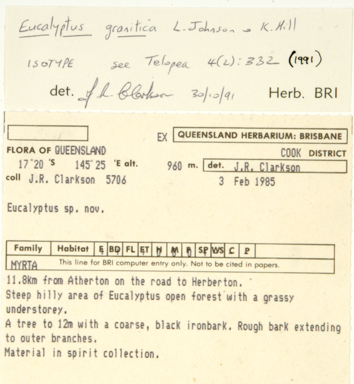 Eucalyptus granitica L. Johnson & K. Hill
ISOTYPE see Telopea 4(2): 332 (1991)
det. J R Clarkson 30/10/91 Herb. BRI
EX QUEENSLAND HERBARIUM: BRISBANE
FLORA OF QUEENSLAND COOK DISTRICT
17°20 'S 145°25 'E alt. 960 m. det. J.R. Clarkson
coll J.R. Clarkson 5706 3 Feb 1985
Eucalyptus sp. nov.
Family Habitat E BD FL ET N M R SP WS C P
MYRTA This line for BRI computer entry only. Not to be cited in papers.
11.8km from Atherton on the road to Herberton.
Steep hilly area of Eucalyptus open forest with a grassy
understorey.
A tree to 12m with a coarse, black ironbark. Rough bark extending
to outer branches.
Material in spirit collection.